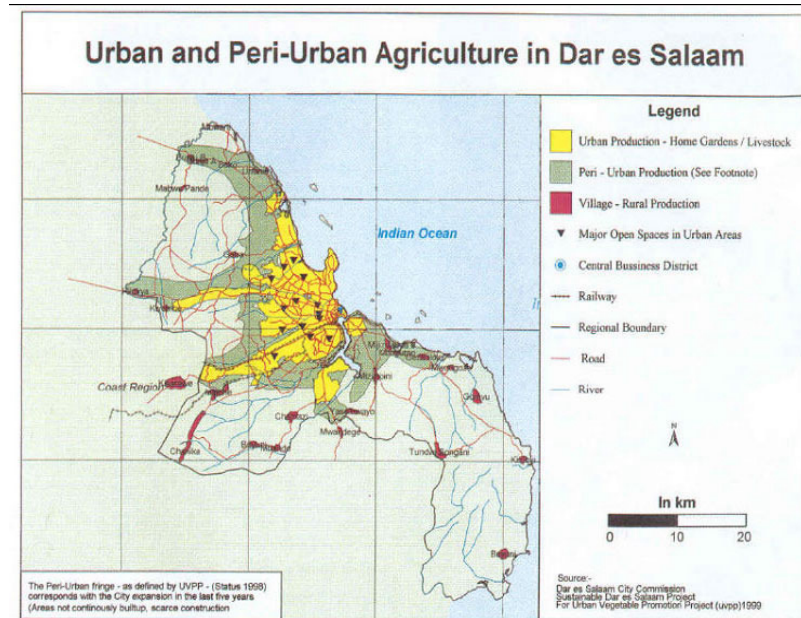 Urban and Peri-Urban Agriculture in Dar es Salaam
Legend
Urban Production - Home Gardens / Livestock
Peri - Urban Production (See Footnote)
Village - Rural Production
Major Open Spaces in Urban Areas
Central Bussiness District
Railway
Regional Boundary
Road
River
N
In km
0 10 20
Source:-
Dar es Salaam City Commission
Sustainable Dar es Salaam Project
For Urban Vegetable Promotion Project (uvpp)1999
Indian Ocean
Mabwe Pande
Coast Region
Mwandege
Chanika
The Peri-Urban fringe - as defined by UVPP - (Status 1998)
corresponds with the City expansion in the last five years
(Areas not continously builtup, scarce construction